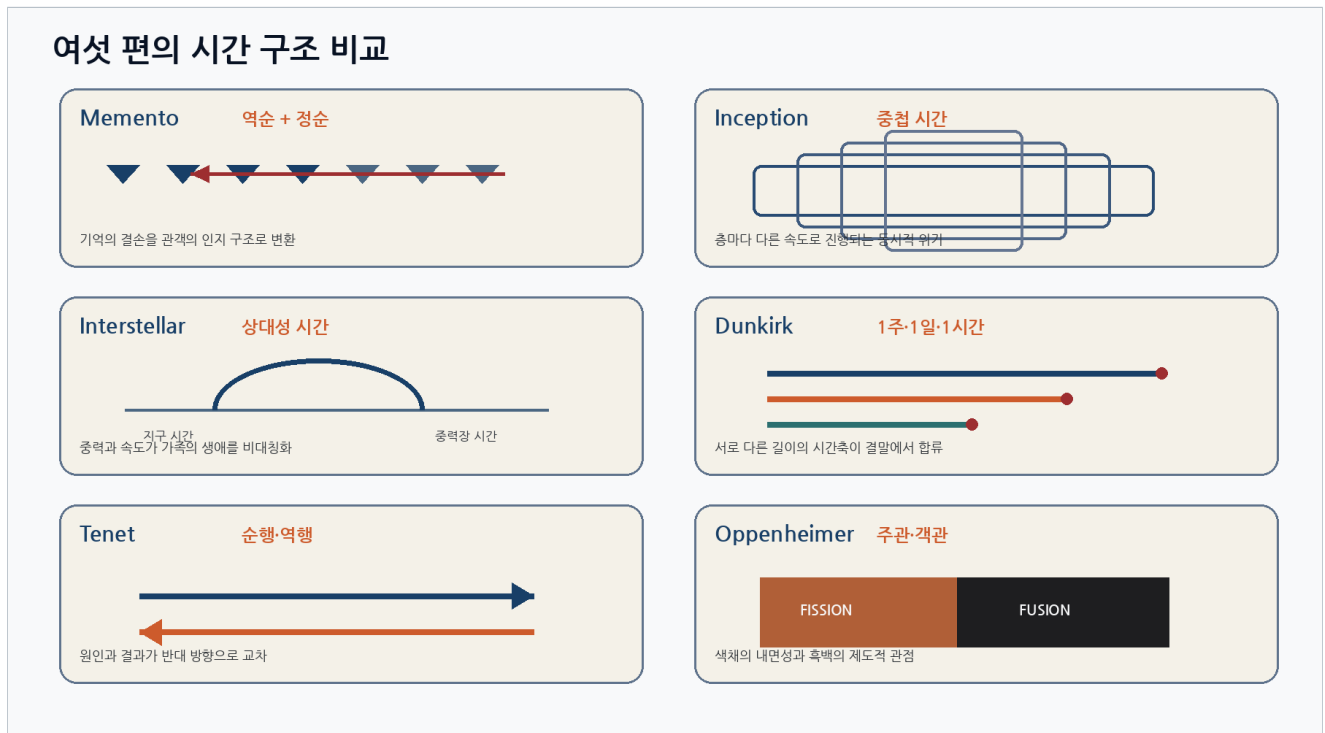 여섯 편의 시간 구조 비교
Memento 역순 + 정순
기억의 결손을 관객의 인지 구조로 변환
Inception 중첩 시간
층마다 다른 속도로 진행되는 동시적 위기
Interstellar 상대성 시간
지구 시간 중력장 시간
중력과 속도가 가족의 생애를 비대칭화
Dunkirk 1주·1일·1시간
서로 다른 길이의 시간축이 결말에서 합류
Tenet 순행·역행
원인과 결과가 반대 방향으로 교차
Oppenheimer 주관·객관
FISSION FUSION
색채의 내면성과 흑백의 제도적 관점